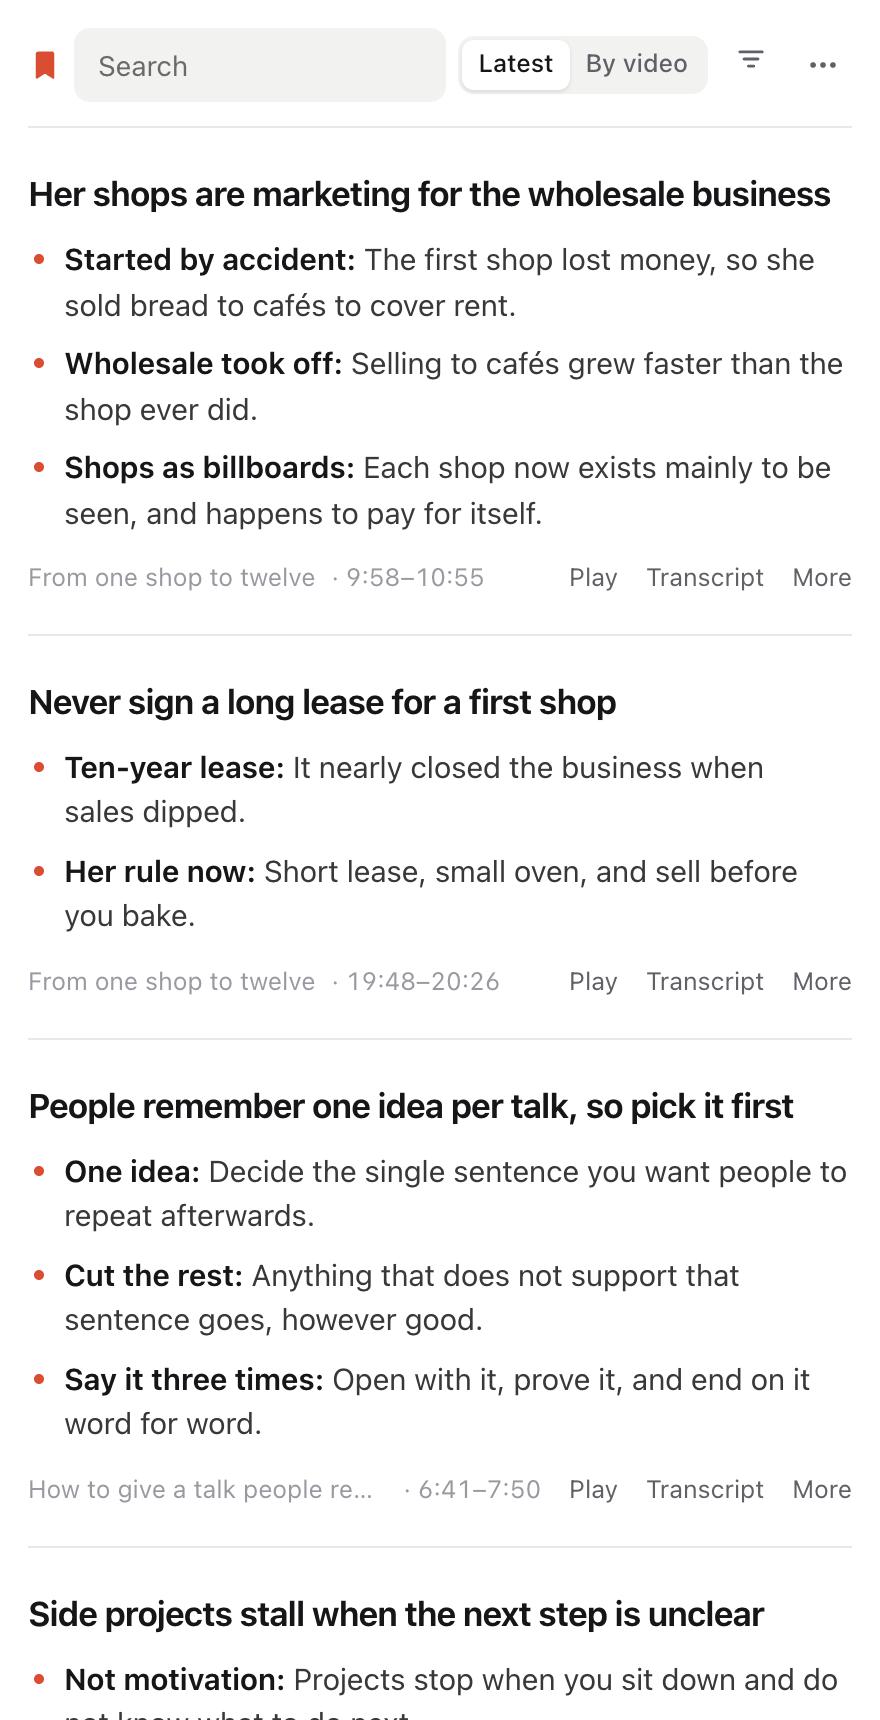 Search
Latest
By video
Her shops are marketing for the wholesale business
Started by accident: The first shop lost money, so she
sold bread to cafés to cover rent.
Wholesale took off: Selling to cafés grew faster than the
shop ever did.
Shops as billboards: Each shop now exists mainly to be
seen, and happens to pay for itself.
From one shop to twelve · 9:58–10:55 Play Transcript More
Never sign a long lease for a first shop
Ten-year lease: It nearly closed the business when
sales dipped.
Her rule now: Short lease, small oven, and sell before
you bake.
From one shop to twelve · 19:48–20:26 Play Transcript More
People remember one idea per talk, so pick it first
One idea: Decide the single sentence you want people to
repeat afterwards.
Cut the rest: Anything that does not support that
sentence goes, however good.
Say it three times: Open with it, prove it, and end on it
word for word.
How to give a talk people re… · 6:41–7:50 Play Transcript More
Side projects stall when the next step is unclear
Not motivation: Projects stop when you sit down and do
not know what to do next.